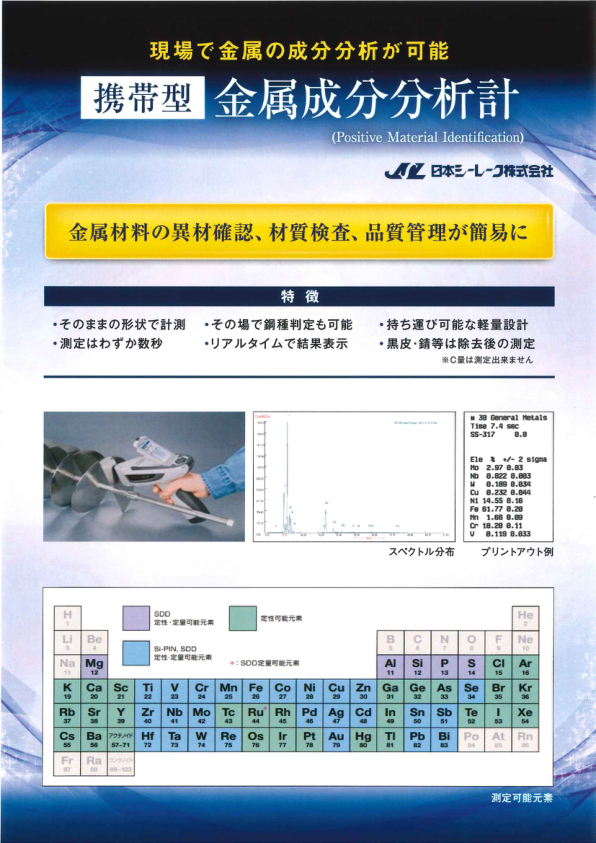 現場で金属の成分分析が可能
携帯型 金属成分分析計
(Positive Material Identification)
日本シーレーク株式会社
金属材料の異材確認、材質検査、品質管理が簡易に
特徴
・そのままの形状で計測 ・その場で鋼種判定も可能 ・持ち運び可能な軽量設計
・測定はわずか数秒 ・リアルタイムで結果表示 ・黒皮・錆等は除去後の測定
※C量は測定出来ません
# 30 General Metals
Time 7.4 sec
SS-317 0.0
Ele % +/- 2 sigma
Mo 2.97 0.03
Nb 0.022 0.003
W 0.189 0.034
Cu 0.232 0.044
Ni 14.55 0.16
Fe 61.77 0.20
Mn 1.66 0.09
Cr 18.28 0.11
V 0.119 0.033
スペクトル分布 プリントアウト例
SDD
定性・定量可能元素
定性可能元素
Si-PIN, SDD
定性・定量可能元素
*：SDD定量可能元素
H He
1 2
Li Be B C N O F Ne
3 4 5 6 7 8 9 10
Na Mg Al Si P S Cl Ar
11 12 11 12 13 14 15 16
K Ca Sc Ti V Cr Mn Fe Co Ni Cu Zn Ga Ge As Se Br Kr
19 20 21 22 23 24 25 26 27 28 29 30 31 32 33 34 35 36
Rb Sr Y Zr Nb Mo Tc Ru* Rh Pd Ag Cd In Sn Sb Te I Xe
37 38 39 40 41 42 43 44 45 46 47 48 49 50 51 52 53 54
Cs Ba アクチノイド Hf Ta W Re Os Ir Pt Au Hg Tl Pb Bi Po At Rn
55 56 57-71 72 73 74 75 76 77 78 79 80 81 82 83 84 85 86
Fr Ra ランタノイド
87 88 89-103
測定可能元素